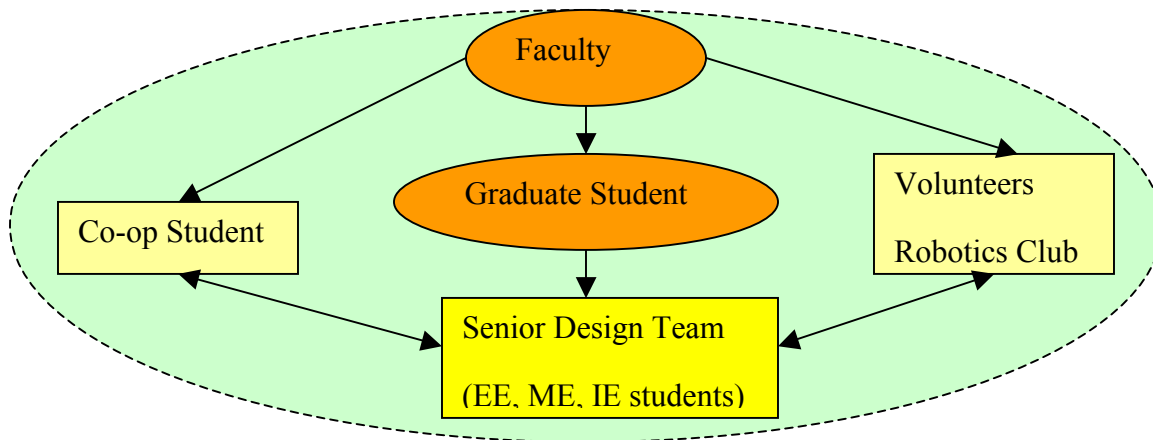 Faculty
Graduate Student
Volunteers
Robotics Club
Co-op Student
Senior Design Team
(EE, ME, IE students)